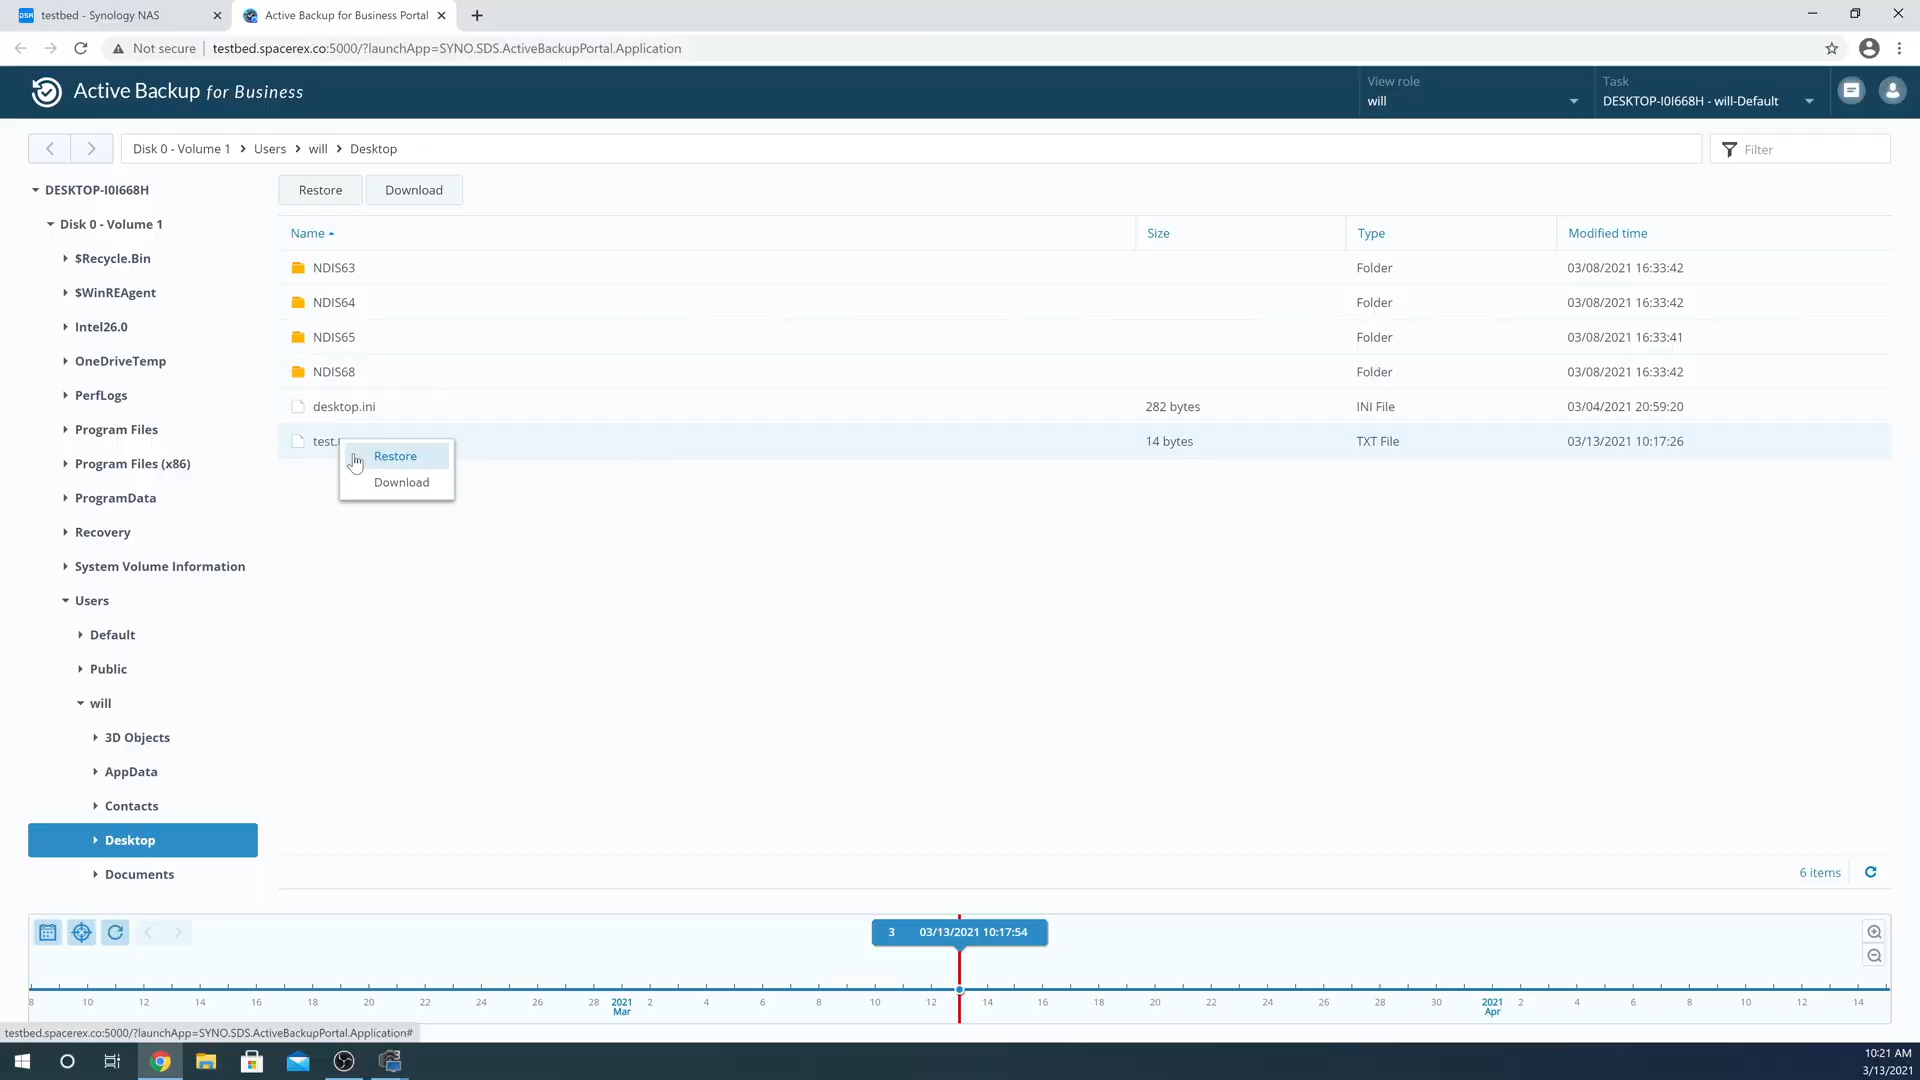 testbed - Synology NAS
Active Backup for Business Portal
Not secure
testbed.spacerex.co:5000/?launchApp=SYNO.SDS.ActiveBackupPortal.Application
Active Backup for Business
View role
will
Task
DESKTOP-I0I668H - will-Default
Disk 0 - Volume 1 > Users > will > Desktop
Filter
DESKTOP-I0I668H
Disk 0 - Volume 1
$Recycle.Bin
$WinREAgent
Intel26.0
OneDriveTemp
PerfLogs
Program Files
Program Files (x86)
ProgramData
Recovery
System Volume Information
Users
Default
Public
will
3D Objects
AppData
Contacts
Desktop
Documents
Restore
Download
Name Size Type Modified time
NDIS63 Folder 03/08/2021 16:33:42
NDIS64 Folder 03/08/2021 16:33:42
NDIS65 Folder 03/08/2021 16:33:41
NDIS68 Folder 03/08/2021 16:33:42
desktop.ini 282 bytes INI File 03/04/2021 20:59:20
test. 14 bytes TXT File 03/13/2021 10:17:26
Restore
Download
6 items
3 03/13/2021 10:17:54
8 10 12 14 16 18 20 22 24 26 28 2021 2 4 6 8 10 12 14 16 18 20 22 24 26 28 30 2021 2 4 6 8 10 12 14
Mar Apr
testbed.spacerex.co:5000/?launchApp=SYNO.SDS.ActiveBackupPortal.Application#
10:21 AM
3/13/2021